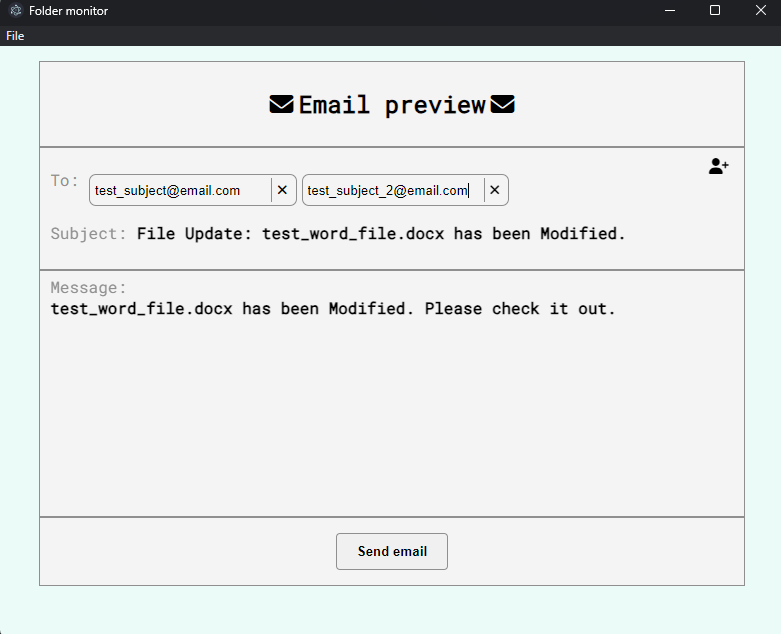 Folder monitor
File
Email preview
To: test_subject@email.com test_subject_2@email.com
Subject: File Update: test_word_file.docx has been Modified.
Message:
test_word_file.docx has been Modified. Please check it out.
Send email